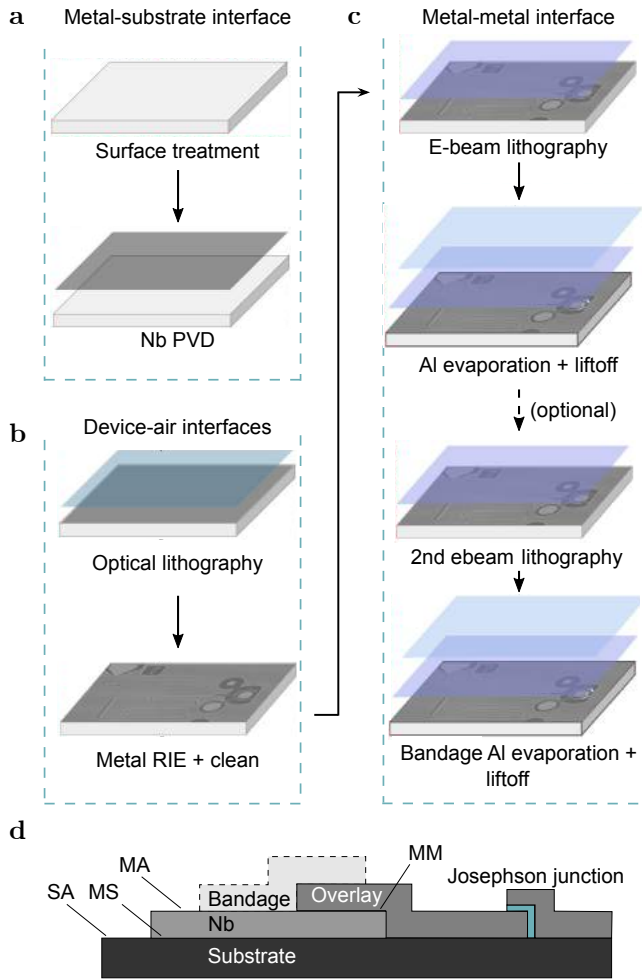 a
Metal-substrate interface
Surface treatment
Nb PVD
b
Device-air interfaces
Optical lithography
Metal RIE + clean
c
Metal-metal interface
E-beam lithography
Al evaporation + liftoff
(optional)
2nd ebeam lithography
Bandage Al evaporation +
liftoff
d
SA
MS
MA
MM
Josephson junction
Bandage
Overlay
Nb
Substrate